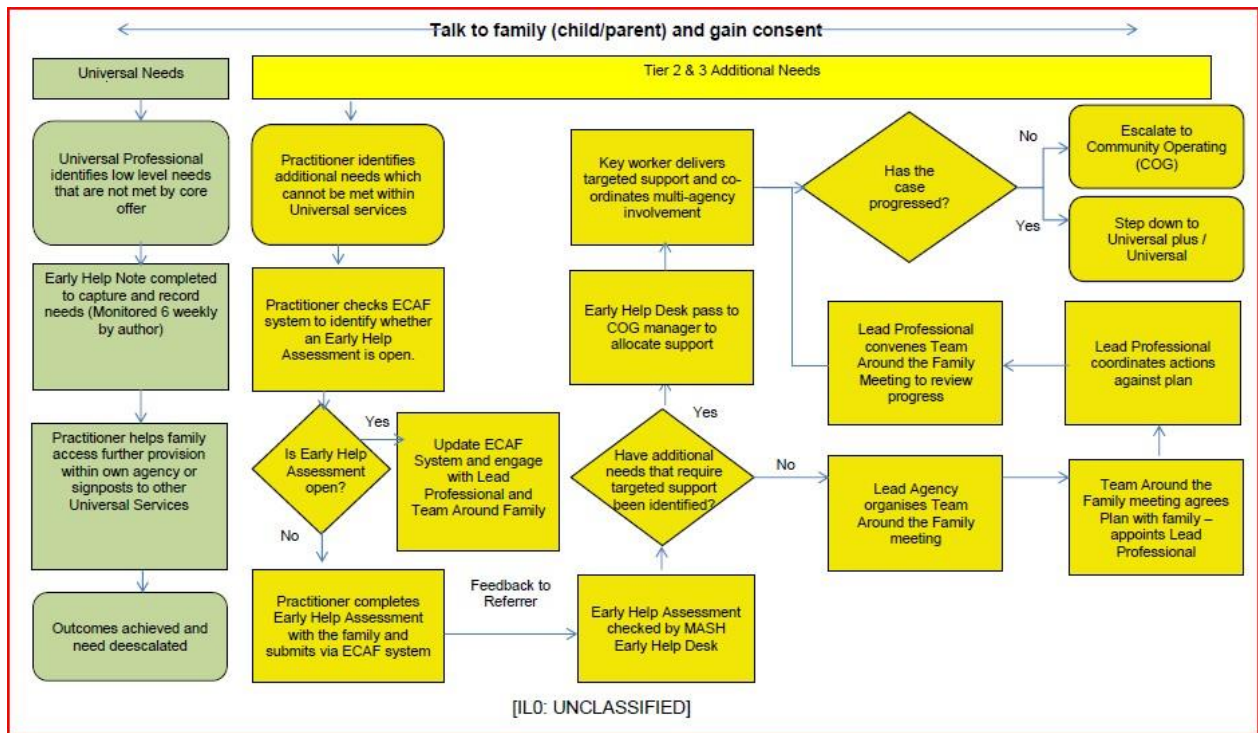 Talk to family (child/parent) and gain consent
Universal Needs
Tier 2 & 3 Additional Needs
Universal Professional
identifies low level needs
that are not met by core
offer
Early Help Note completed
to capture and record
needs (Monitored 6 weekly
by author)
Practitioner helps family
access further provision
within own agency or
signposts to other
Universal Services
Outcomes achieved and
need deescalated
Practitioner identifies
additional needs which
cannot be met within
Universal services
Practitioner checks ECAF
system to identify whether
an Early Help
Assessment is open.
Is Early Help
Assessment
open?
Yes
Update ECAF
System and engage
with Lead
Professional and
Team Around Family
No
Practitioner completes
Early Help Assessment
with the family and
submits via ECAF system
Feedback to
Referrer
Early Help Assessment
checked by MASH
Early Help Desk
Have additional
needs that require
targeted support
been identified?
Yes
Early Help Desk pass to
COG manager to
allocate support
Key worker delivers
targeted support and co-
ordinates multi-agency
involvement
No
Lead Agency
organises Team
Around the Family
meeting
Team Around the
Family meeting agrees
Plan with family –
appoints Lead
Professional
Lead Professional
coordinates actions
against plan
Lead Professional
convenes Team
Around the Family
Meeting to review
progress
Has the
case
progressed?
No
Escalate to
Community Operating
(COG)
Yes
Step down to
Universal plus /
Universal
[IL0: UNCLASSIFIED]